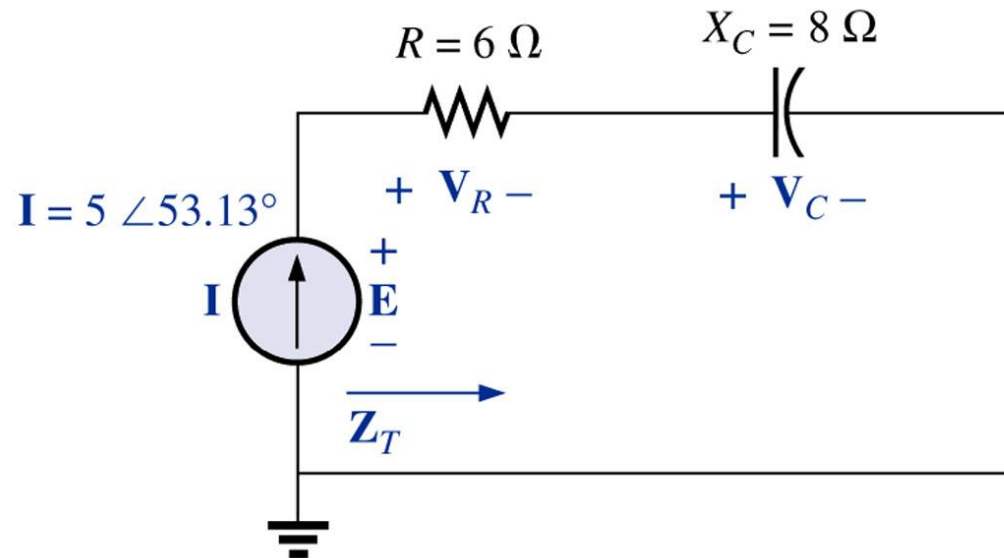 R = 6 Ω
X_C = 8 Ω
+ V_R −
+ V_C −
I = 5 ∠53.13°
+
I
E
−
Z_T